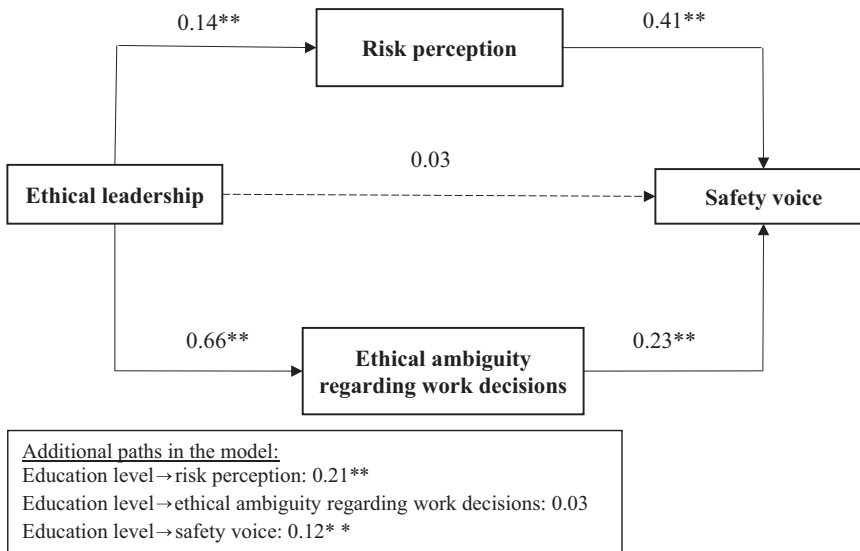 0.14**
Risk perception
0.41**
0.03
Ethical leadership
Safety voice
0.66**
Ethical ambiguity
regarding work decisions
0.23**
Additional paths in the model:
Education level→risk perception: 0.21**
Education level→ethical ambiguity regarding work decisions: 0.03
Education level→safety voice: 0.12* *